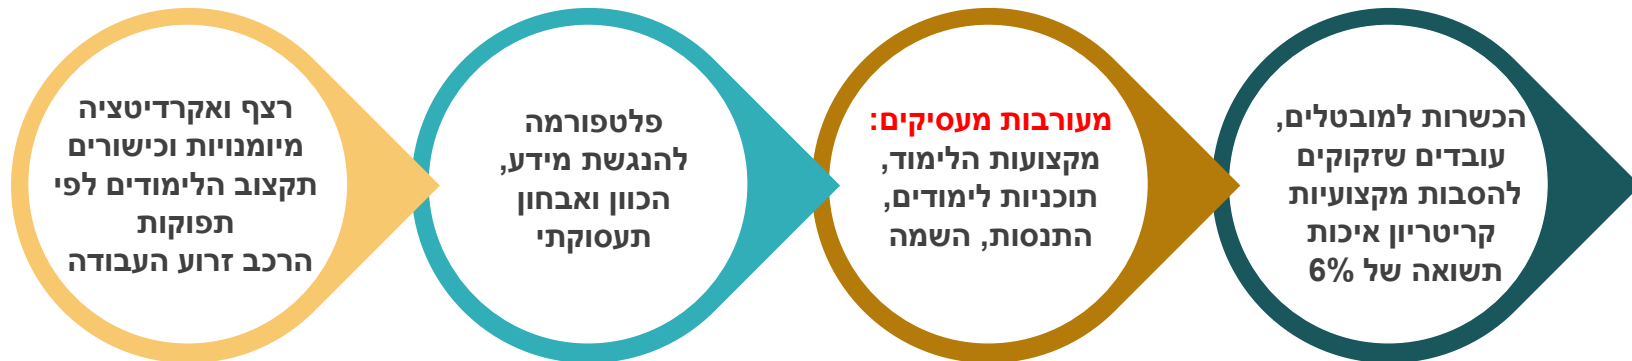 הכשרות למובטלים,
עובדים שזקוקים
להסבות מקצועיות
קריטריון איכות
תשואה של 6%
מעורבות מעסיקים:
מקצועות הלימוד,
תוכניות לימודים,
התנסות, השמה
פלטפורמה
להנגשת מידע,
הכוון ואבחון
תעסוקתי
רצף ואקרדיטציה
מיומנויות וכישורים
תקצוב הלימודים לפי
תפוקות
הרכב זרוע העבודה